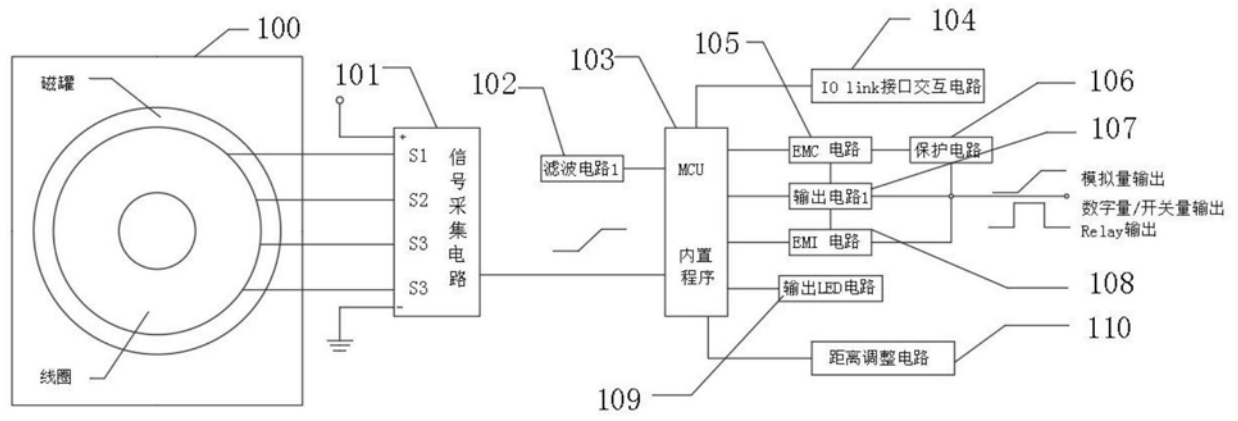 100
磁罐
线圈
101
+
S1
S2
S3
S3
-
信号采集电路
102
滤波电路1
103
MCU
内置
程序
104
IO link接口交互电路
105
EMC 电路
106
保护电路
107
输出电路1
模拟量输出
数字量/开关量输出
Relay输出
EMI 电路
108
输出LED电路
109
距离调整电路
110